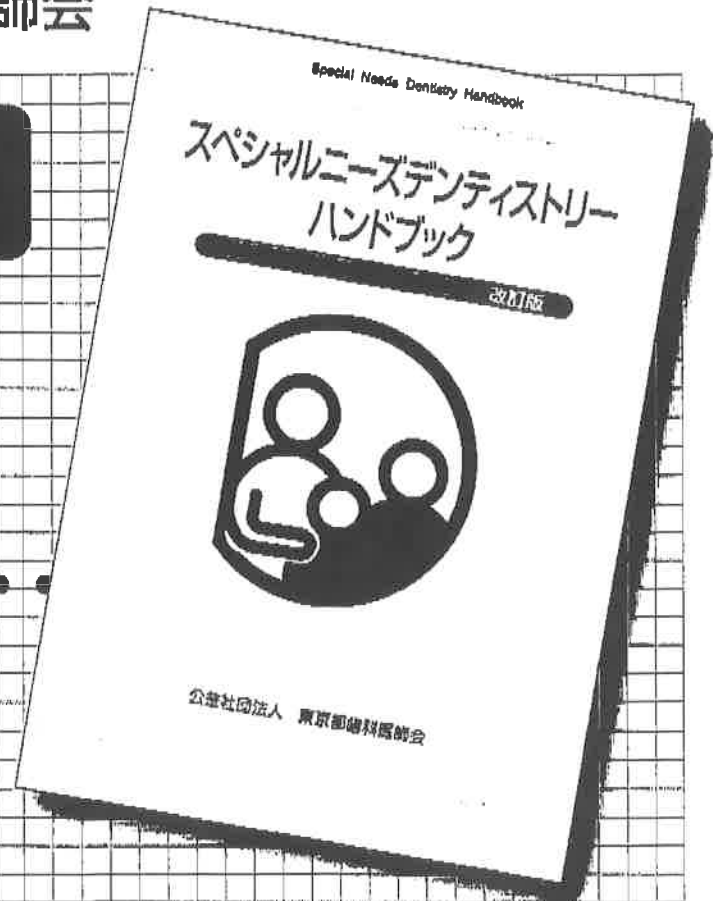 師会
Special Needs Dentistry Handbook
スペシャルニーズデンティストリー
ハンドブック
改訂版
公益社団法人 東京都歯科医師会